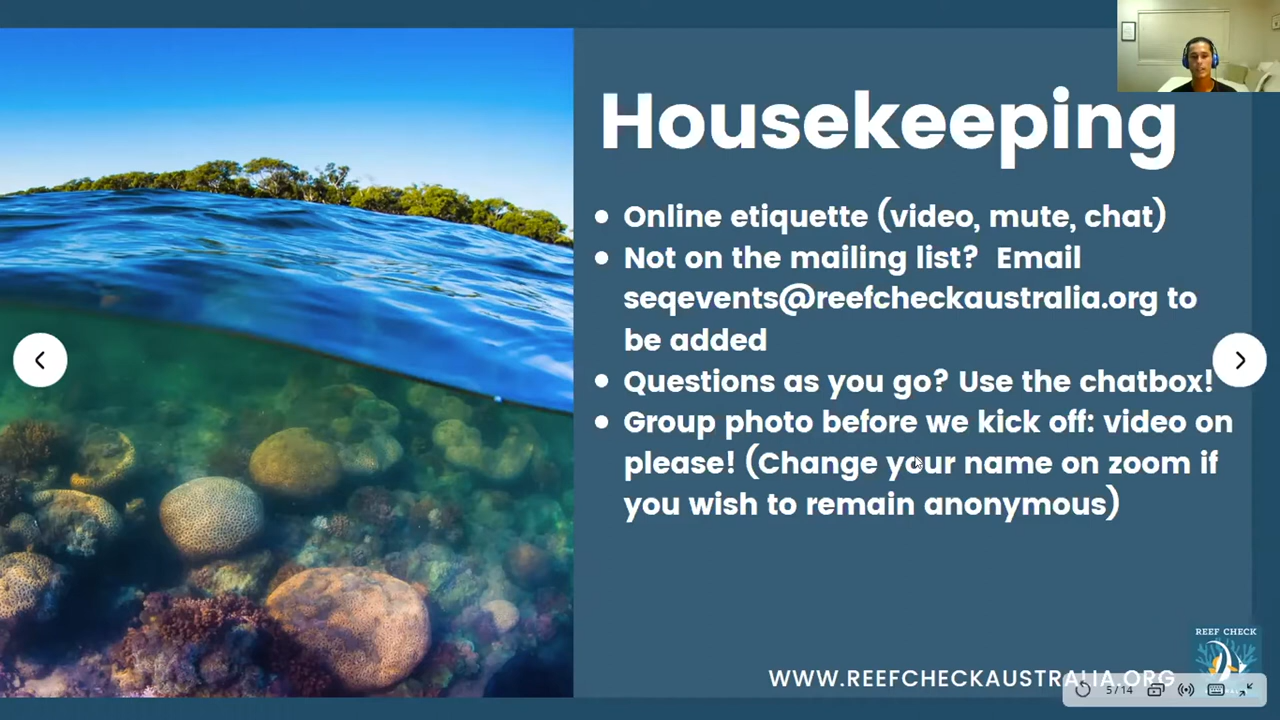 Housekeeping
• Online etiquette (video, mute, chat)
• Not on the mailing list?  Email
seqevents@reefcheckaustralia.org to
be added
• Questions as you go? Use the chatbox!
• Group photo before we kick off: video on
please! (Change your name on zoom if
you wish to remain anonymous)
REEF CHECK
WWW.REEFCHECKAUSTRALIA.ORG
5/14